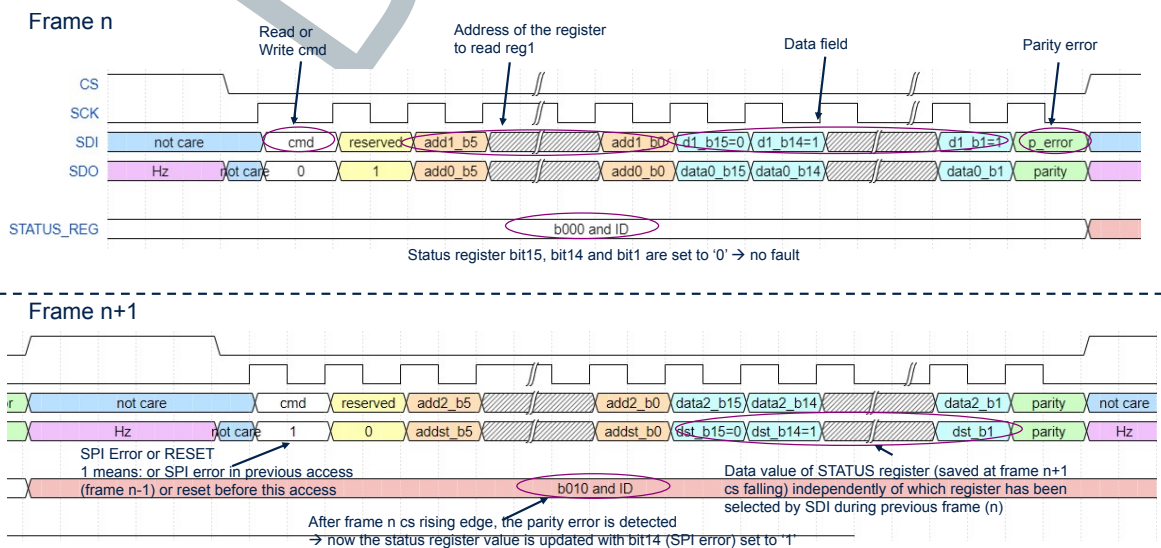 Frame n
Read or
Write cmd
Address of the register
to read reg1
Data field
Parity error
CS
SCK
SDI not care cmd reserved add1_b5 // add1_b0 d1_b15=0 d1_b14=1 // d1_b1=1 p_error
SDO Hz not care 0 1 add0_b5 // add0_b0 data0_b15 data0_b14 // data0_b1 parity
STATUS_REG b000 and ID
Status register bit15, bit14 and bit1 are set to ‘0’ → no fault
Frame n+1
or not care cmd reserved add2_b5 // add2_b0 data2_b15 data2_b14 // data2_b1 parity not care
Hz not care 1 0 addst_b5 // addst_b0 dst_b15=0 dst_b14=1 // dst_b1 parity Hz
SPI Error or RESET
1 means: or SPI error in previous access
(frame n-1) or reset before this access
Data value of STATUS register (saved at frame n+1
cs falling) independently of which register has been
selected by SDI during previous frame (n)
b010 and ID
After frame n cs rising edge, the parity error is detected
→ now the status register value is updated with bit14 (SPI error) set to ‘1’